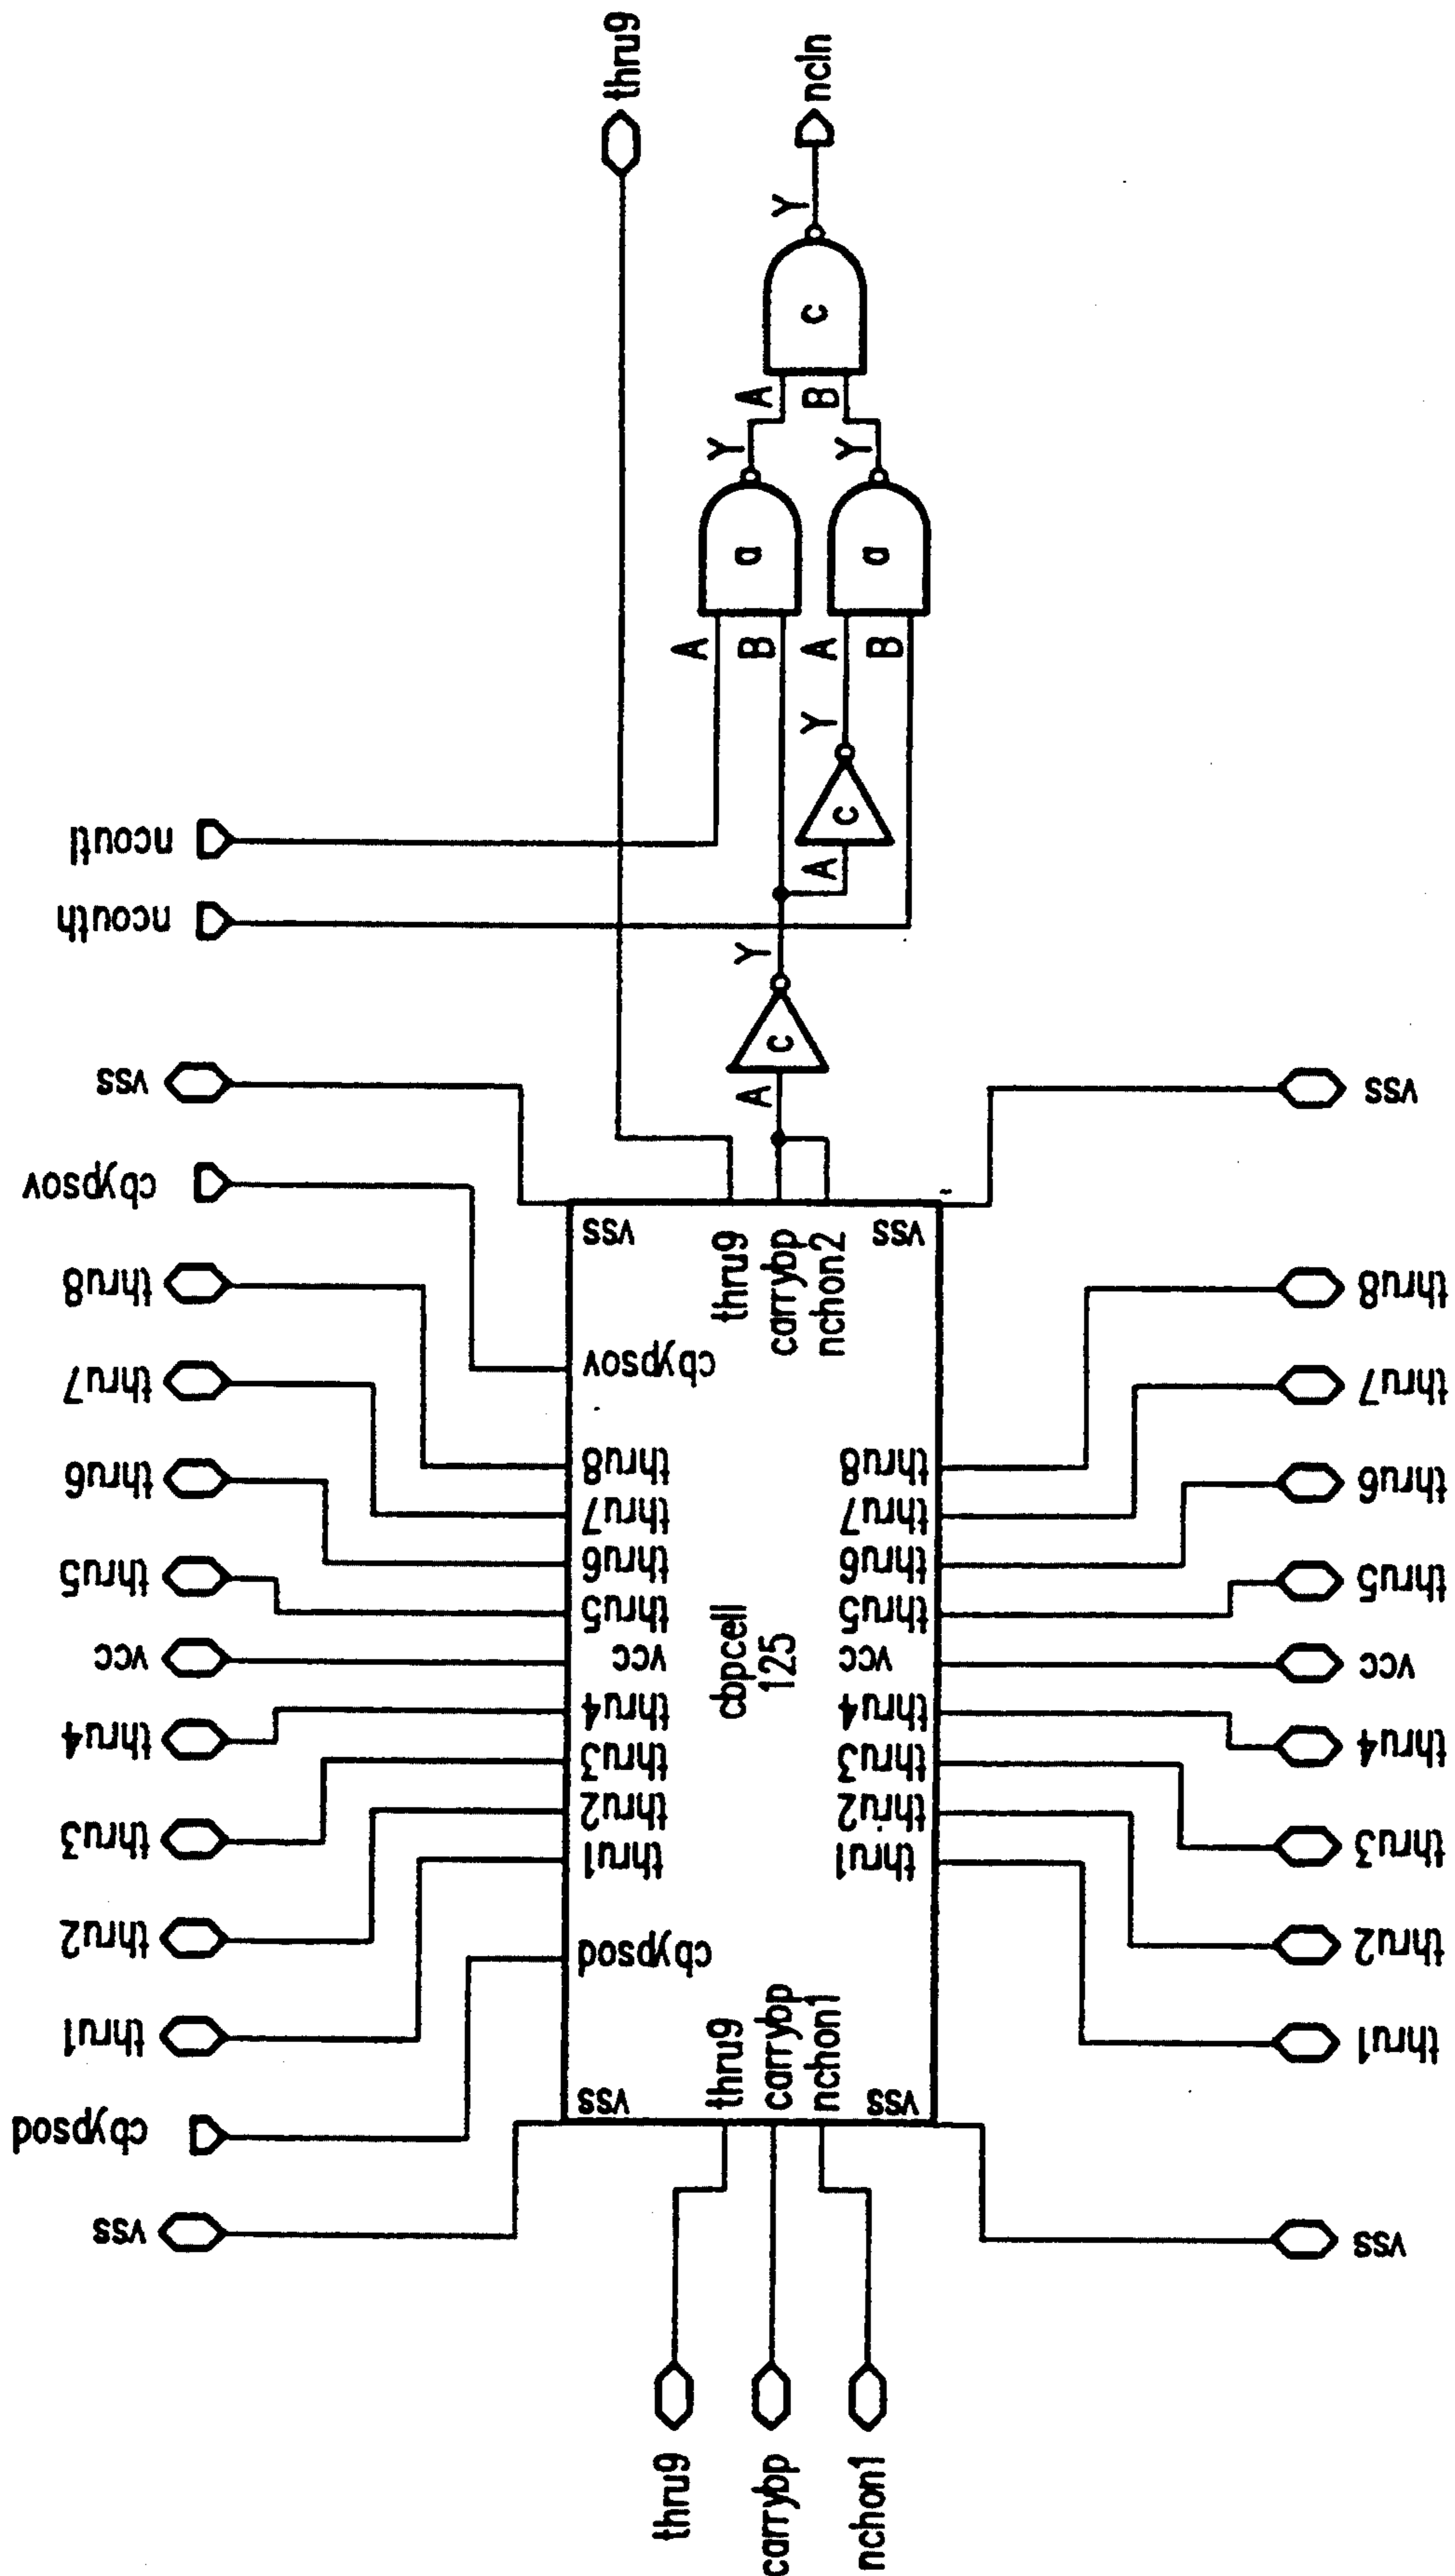 thru9
ncin
Y
c
A
B
Y
Y
a
a
A
B
A
B
Y
c
A
ncoutl
ncouth
Y
c
A
vss
vss
cbypsov
thru8
thru8
thru7
thru7
thru6
thru6
thru5
thru5
vcc
vcc
thru4
thru4
thru3
thru3
thru2
thru2
thru1
thru1
cbypsod
vss
vss
vss
thru9
carrybp
nchon2
vss
cbypsov
thru8
thru8
thru7
thru7
thru6
thru6
thru5
thru5
vcc
cbpcell
125
vcc
thru4
thru4
thru3
thru3
thru2
thru2
thru1
thru1
cbypsod
vss
thru9
carrybp
nchon1
vss
thru9
carrybp
nchon1